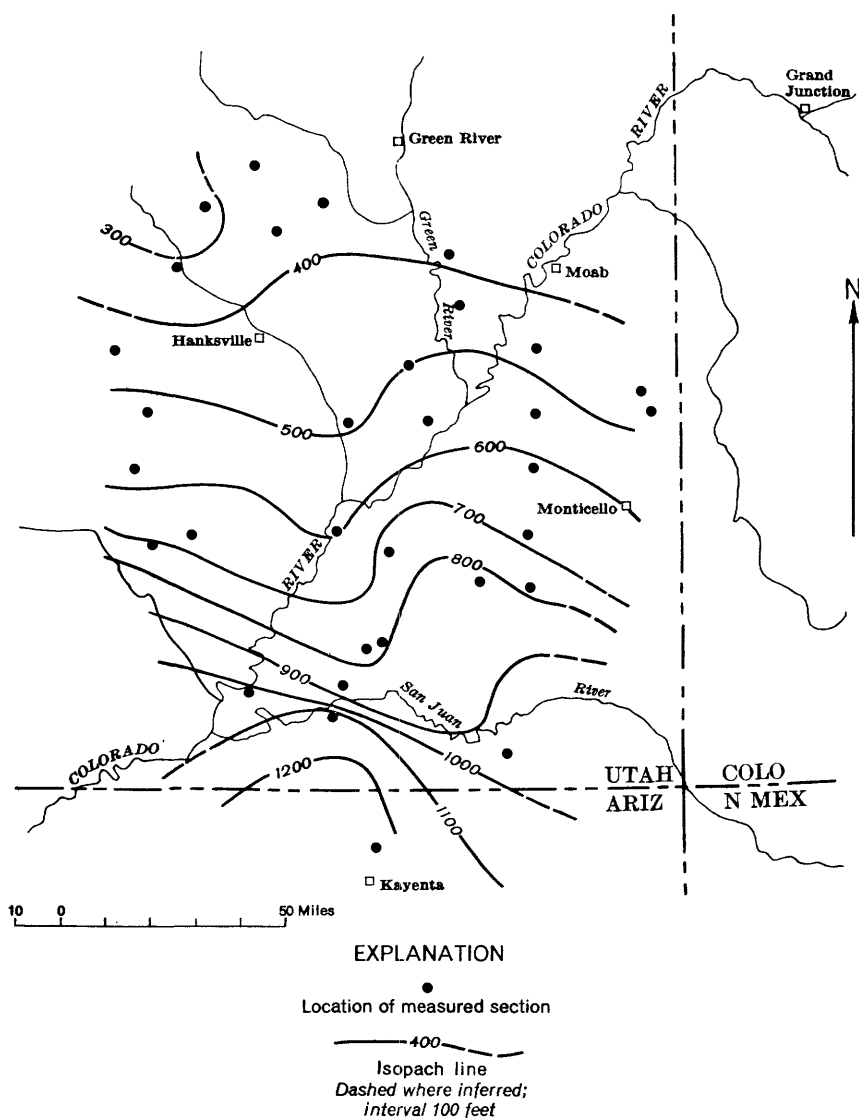 Grand
Junction
RIVER
Green River
COLORADO
Green
River
300
400
Moab
N
Hanksville
500
600
Monticello
700
RIVER
800
900
San Juan
River
COLORADO
1200
1000
UTAH
COLO
ARIZ
N MEX
1100
Kayenta
10 0 50 Miles
EXPLANATION
Location of measured section
400
Isopach line
Dashed where inferred;
interval 100 feet